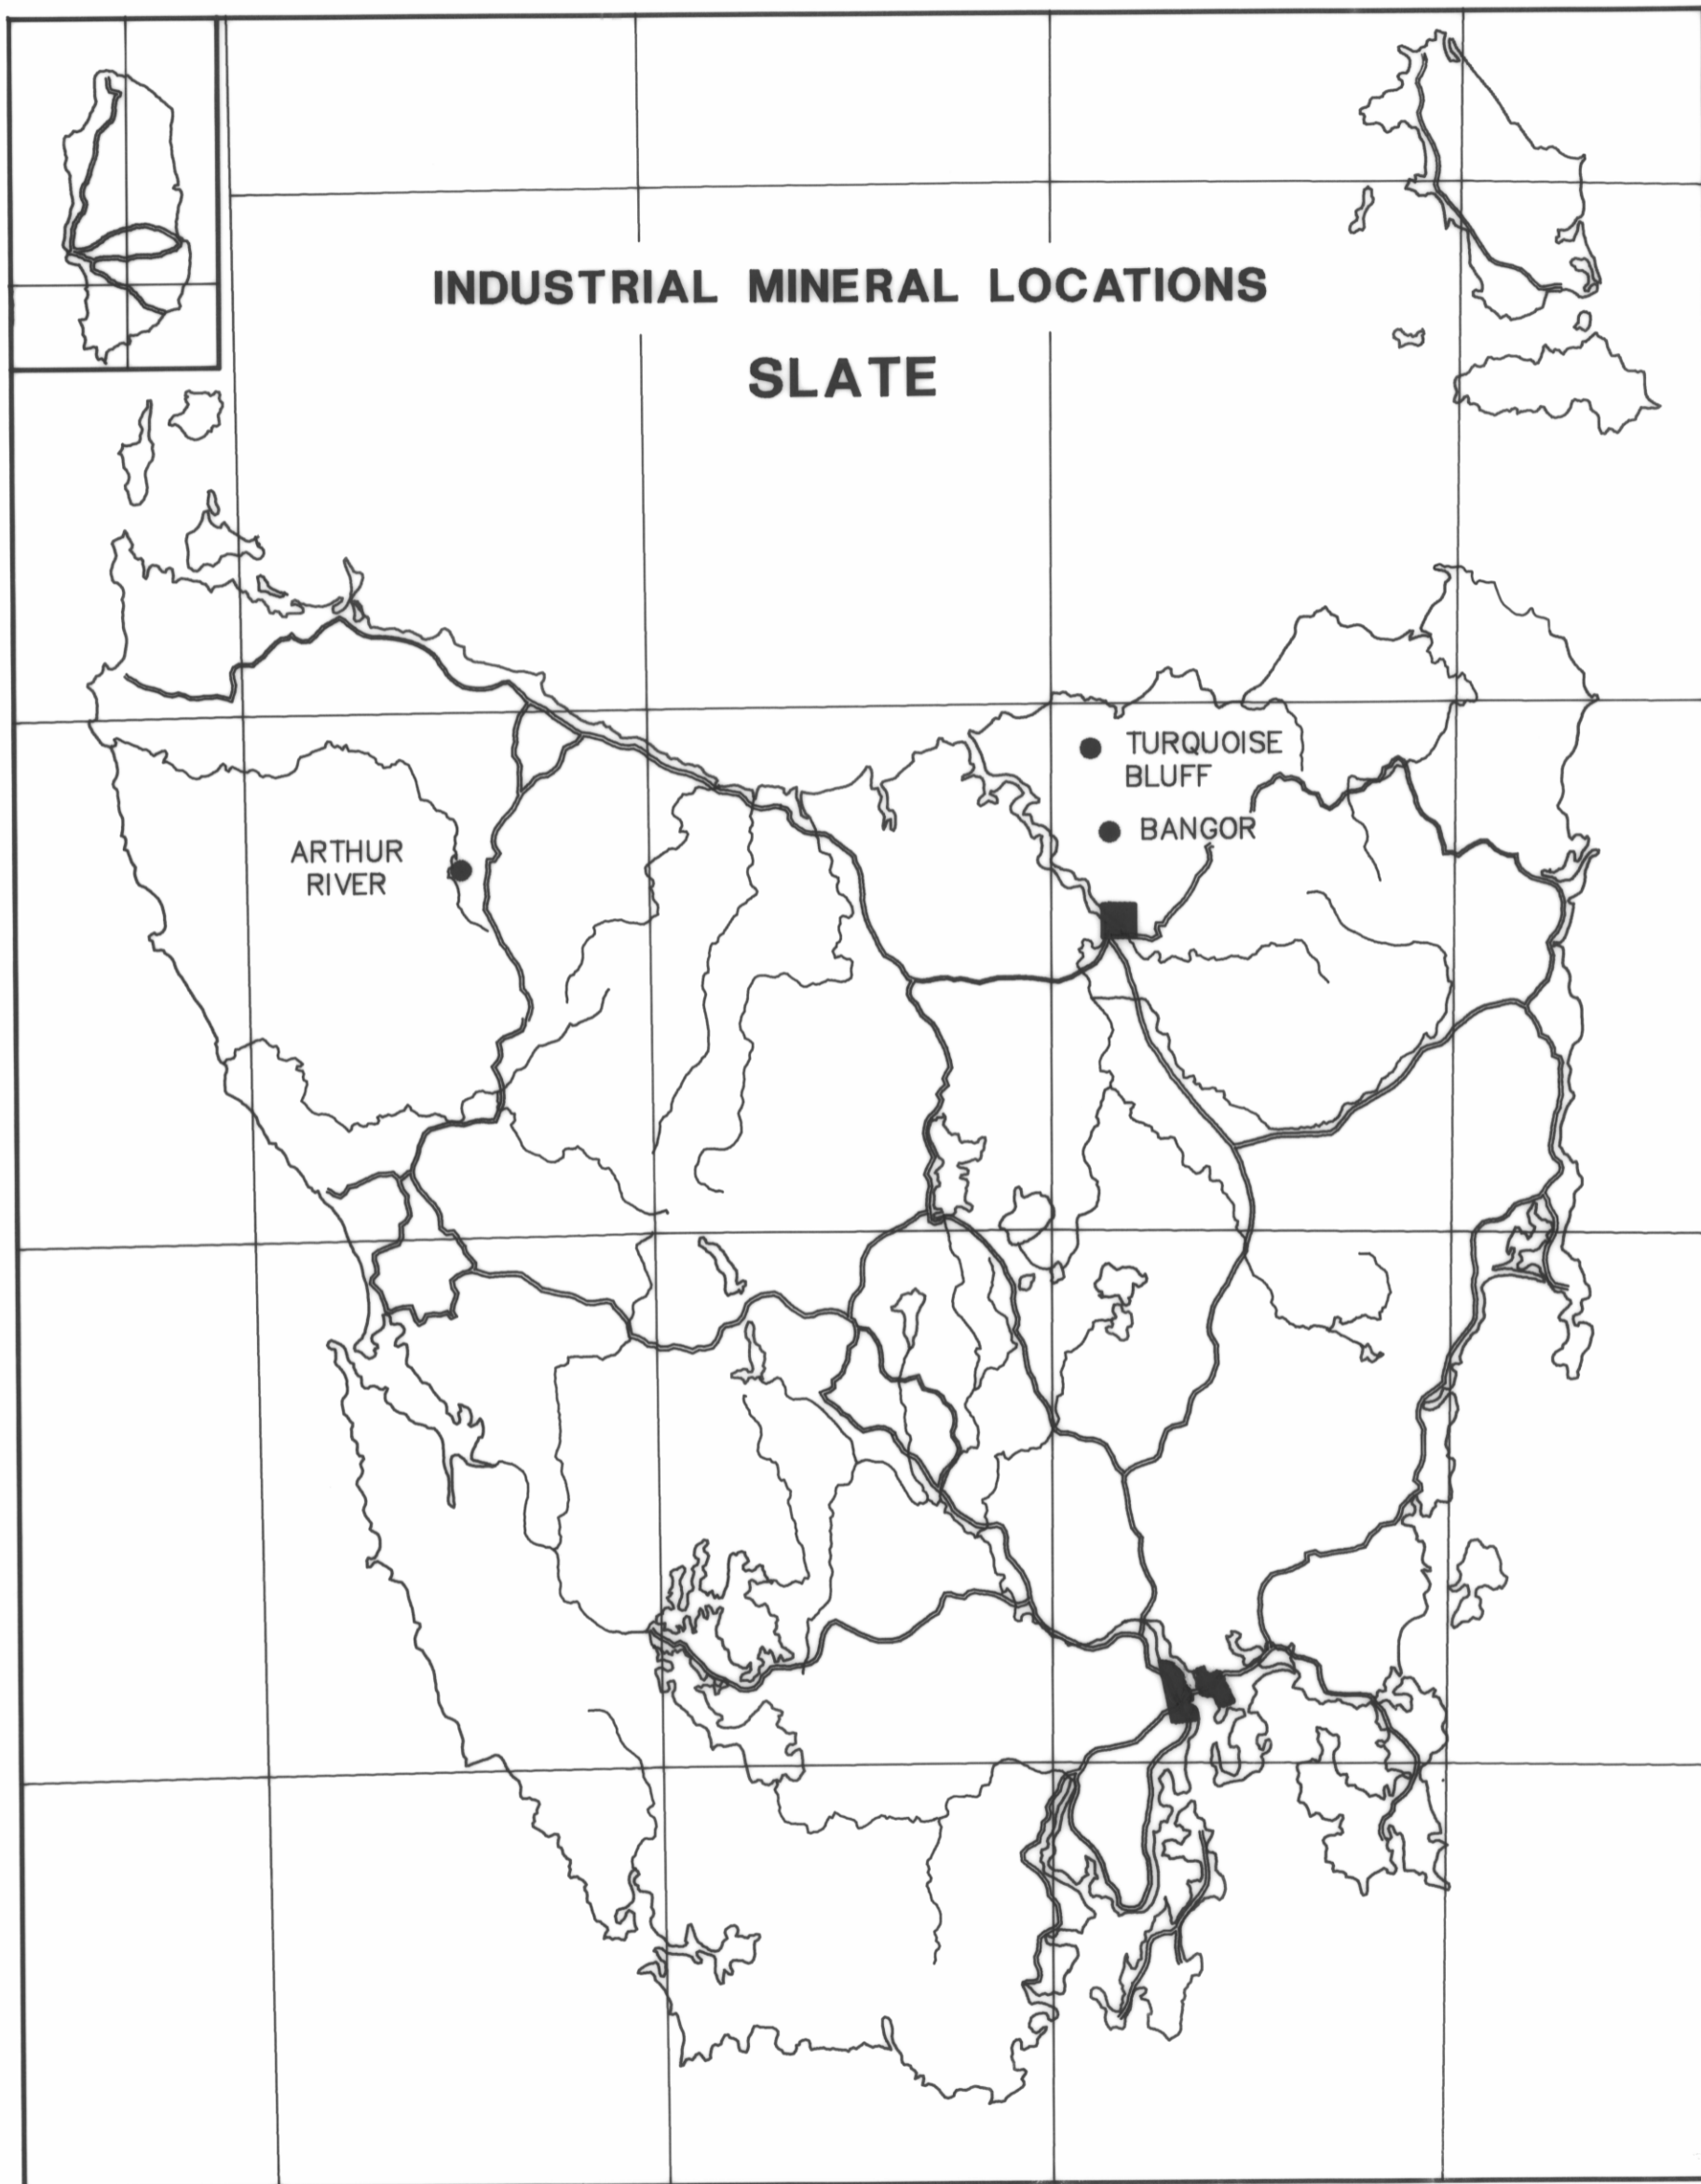 INDUSTRIAL MINERAL LOCATIONS
SLATE
TURQUOISE
BLUFF
BANGOR
ARTHUR
RIVER